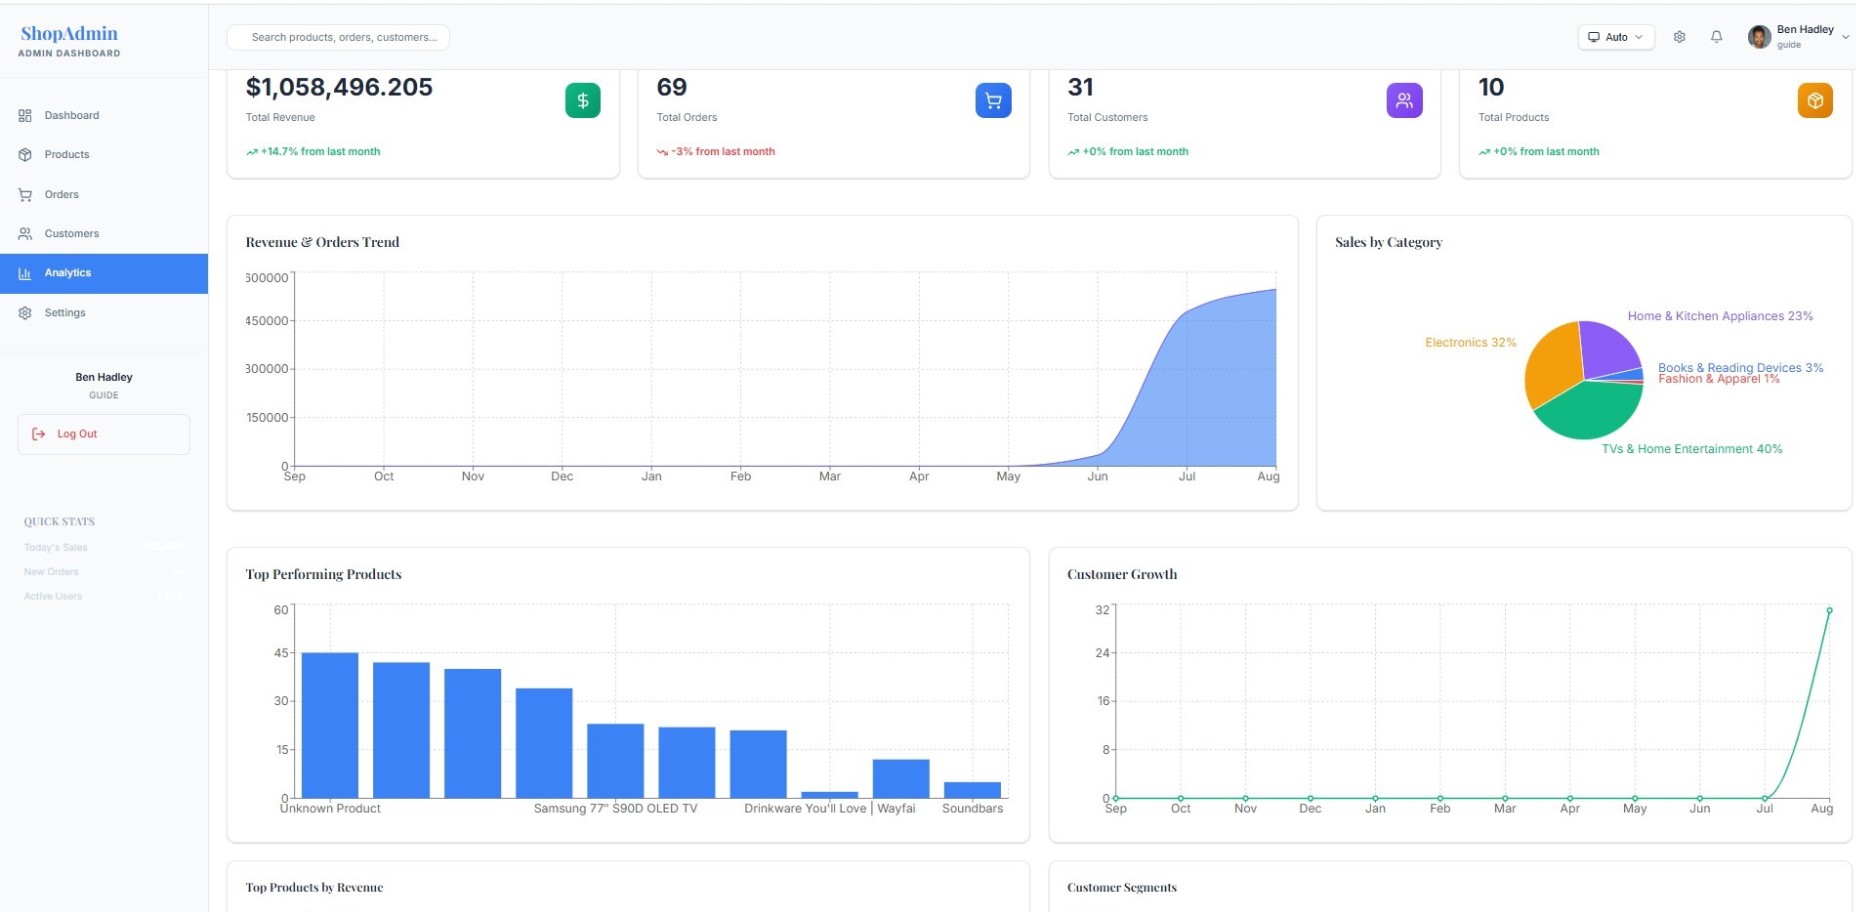 ShopAdmin
ADMIN DASHBOARD
Search products, orders, customers...
Auto
Ben Hadley
guide
Dashboard
Products
Orders
Customers
Analytics
Settings
Ben Hadley
GUIDE
Log Out
QUICK STATS
Today's Sales
New Orders
Active Users
$1,058,496.205
Total Revenue
+14.7% from last month
69
Total Orders
-3% from last month
31
Total Customers
+0% from last month
10
Total Products
+0% from last month
Revenue & Orders Trend
600000
450000
300000
150000
0
Sep Oct Nov Dec Jan Feb Mar Apr May Jun Jul Aug
Sales by Category
Home & Kitchen Appliances 23%
Electronics 32%
Books & Reading Devices 3%
Fashion & Apparel 1%
TVs & Home Entertainment 40%
Top Performing Products
60
45
30
15
0
Unknown Product Samsung 77" S90D OLED TV Drinkware You'll Love | Wayfai Soundbars
Customer Growth
32
24
16
8
0
Sep Oct Nov Dec Jan Feb Mar Apr May Jun Jul Aug
Top Products by Revenue
Customer Segments